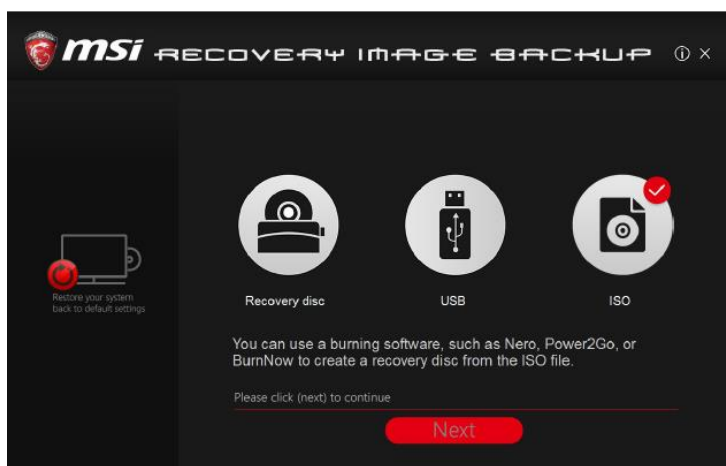 msi RECOVERY IMAGE BACKUP
Restore your system
back to default settings
Recovery disc
USB
ISO
You can use a burning software, such as Nero, Power2Go, or
BurnNow to create a recovery disc from the ISO file.
Please click (next) to continue
Next